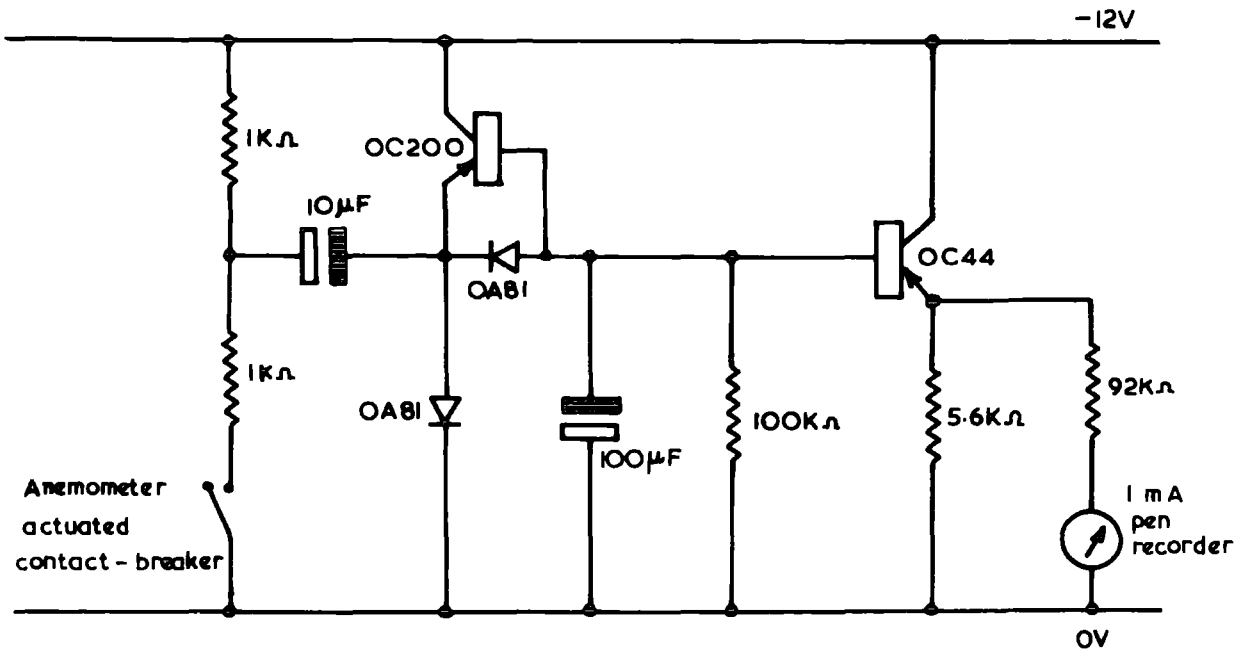 -12V
1KΩ
OC200
10µF
OC44
OA81
1KΩ
OA81
92KΩ
100KΩ
5.6KΩ
100µF
Anemometer
actuated
contact-breaker
1 mA
pen
recorder
0V